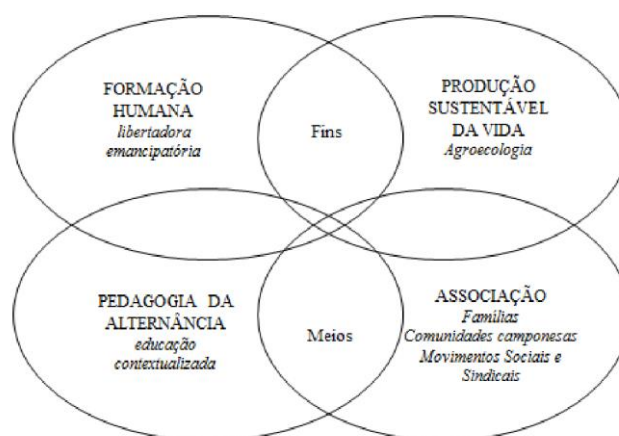 FORMAÇÃO
HUMANA
libertadora
emancipatória
Fins
PRODUÇÃO
SUSTENTÁVEL
DA VIDA
Agroecologia
PEDAGOGIA DA
ALTERNÂNCIA
educação
contextualizada
Meios
ASSOCIAÇÃO
Famílias
Comunidades camponesas
Movimentos Sociais e
Sindicais